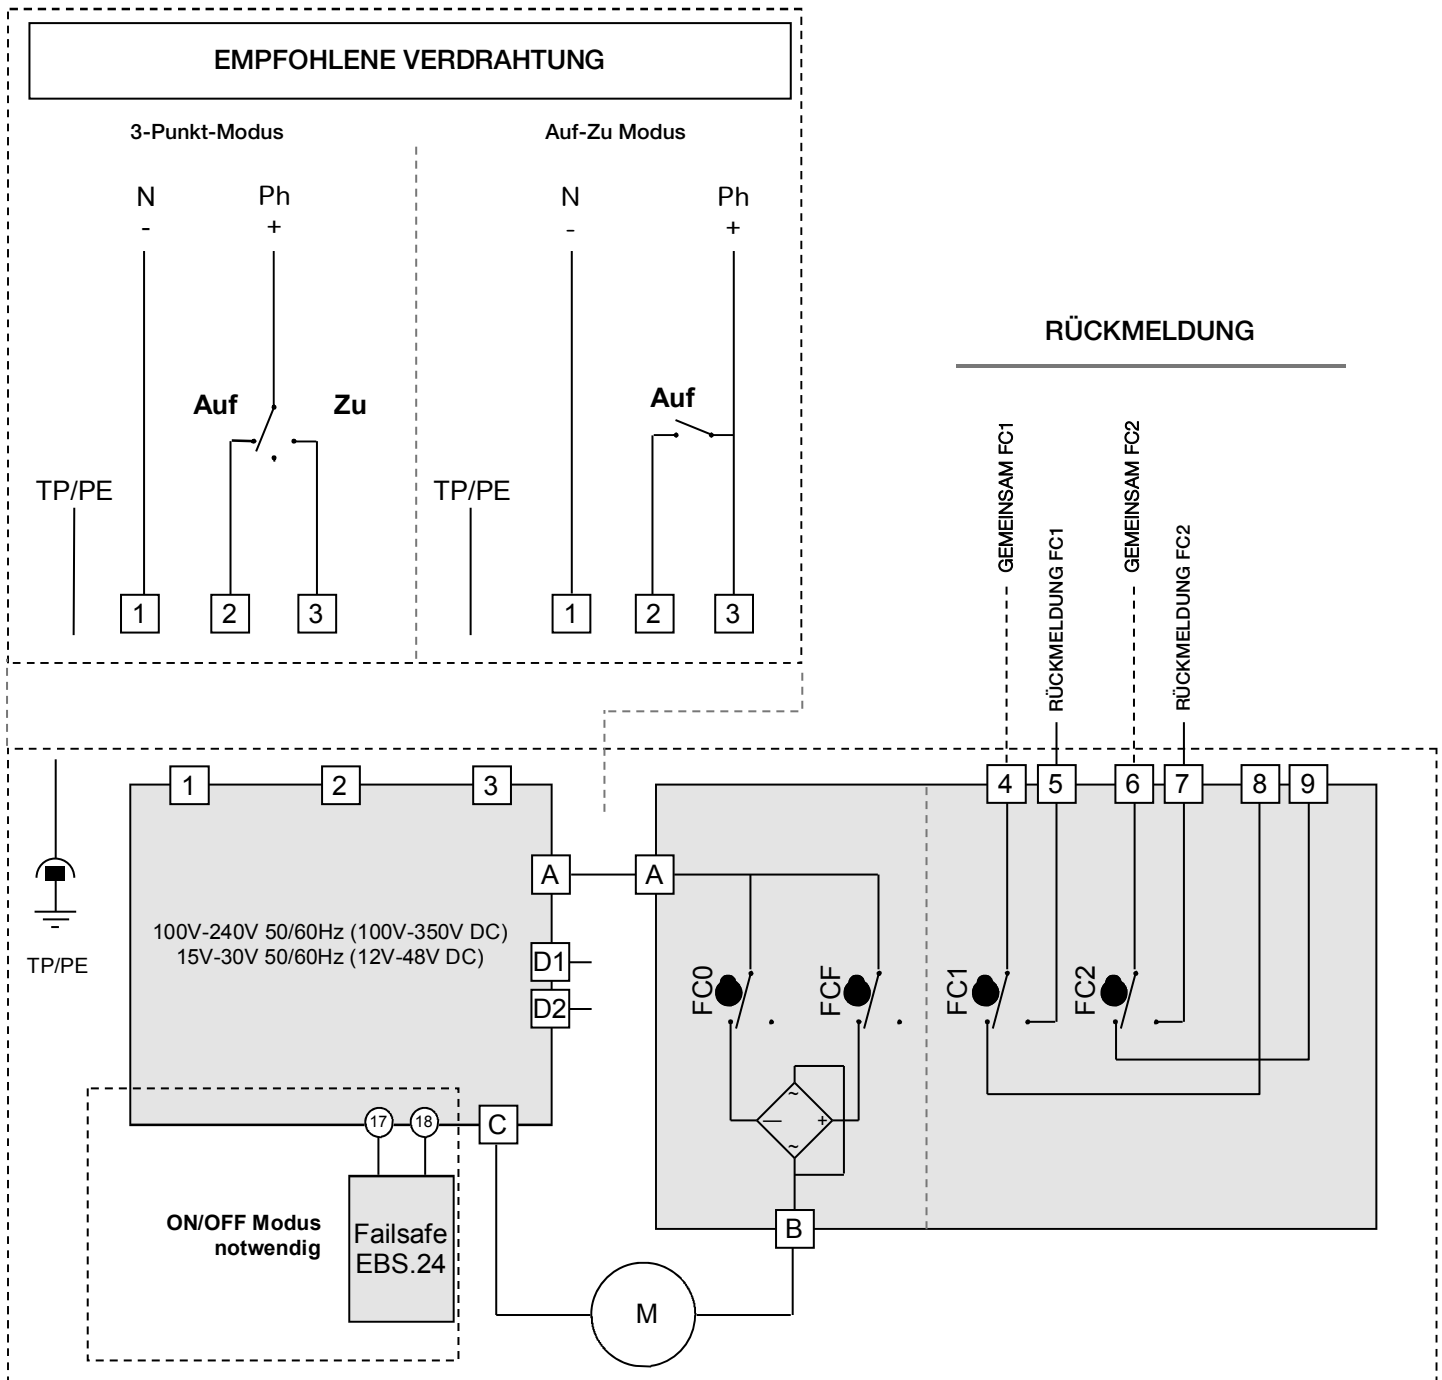 EMPFOHLENE VERDRAHTUNG
3-Punkt-Modus
Auf-Zu Modus
N
Ph
N
Ph
-
+
-
+
Auf
Zu
Auf
TP/PE
TP/PE
1
2
3
1
2
3
RÜCKMELDUNG
GEMEINSAM FC1
RÜCKMELDUNG FC1
GEMEINSAM FC2
RÜCKMELDUNG FC2
1
2
3
4
5
6
7
8
9
A
A
100V-240V 50/60Hz (100V-350V DC)
15V-30V 50/60Hz (12V-48V DC)
TP/PE
D1
D2
FC0
FCF
FC1
FC2
~
—
+
~
17
18
C
B
ON/OFF Modus
notwendig
Failsafe
EBS.24
M